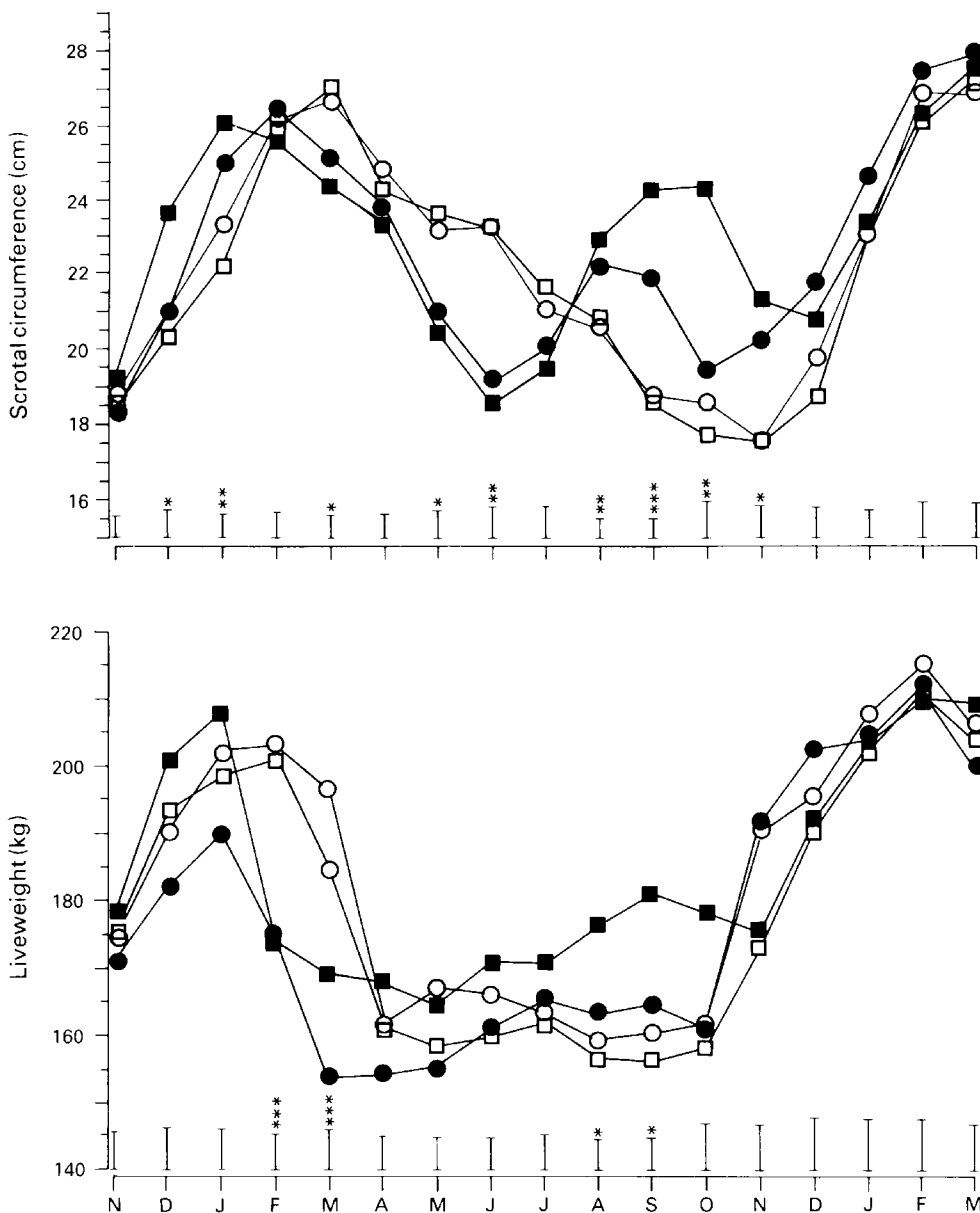 Scrotal circumference (cm)
28
26
24
22
20
18
16
* ** * * ** ** *** ** *
Liveweight (kg)
220
200
180
160
140
*** *** * *
N D J F M A M J J A S O N D J F M